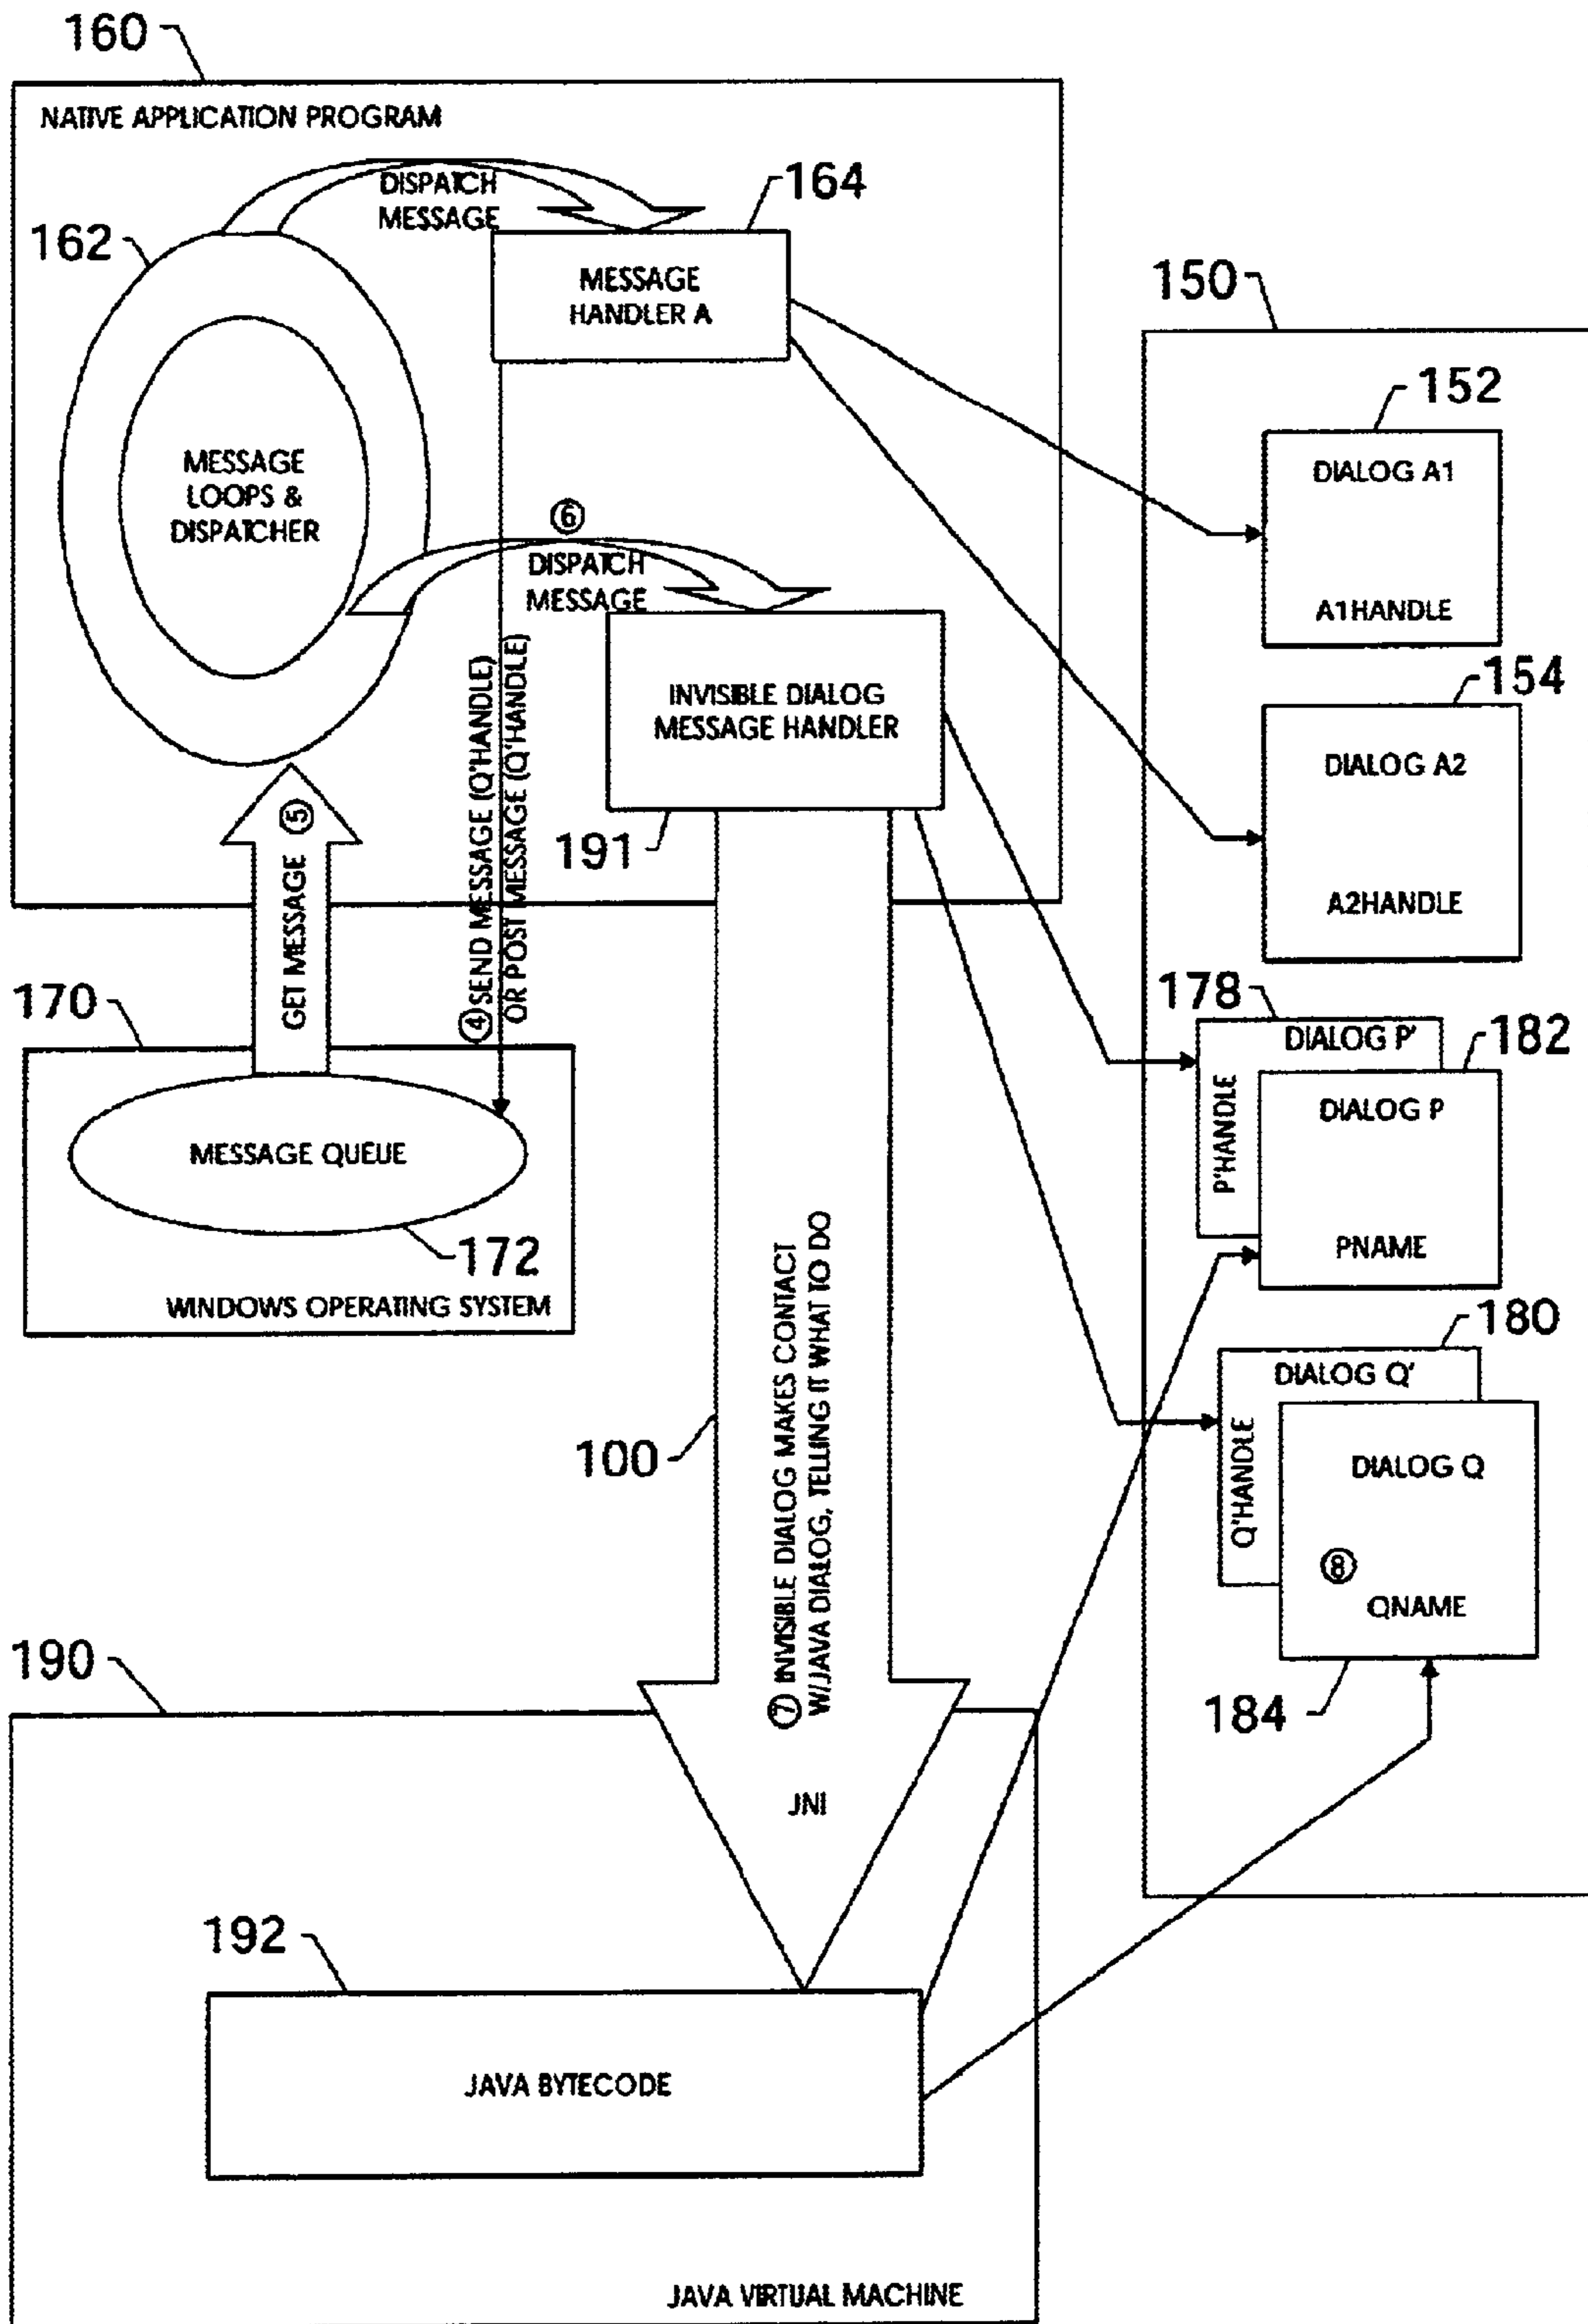 160
NATIVE APPLICATION PROGRAM
DISPATCH
MESSAGE
164
162
MESSAGE
HANDLER A
150
152
DIALOG A1
A1HANDLE
MESSAGE
LOOPS &
DISPATCHER
⑥
DISPATCH
MESSAGE
154
DIALOG A2
A2HANDLE
INVISIBLE DIALOG
MESSAGE HANDLER
191
④ SEND MESSAGE (Q'HANDLE)
OR POST MESSAGE (Q'HANDLE)
GET MESSAGE ⑤
170
MESSAGE QUEUE
172
WINDOWS OPERATING SYSTEM
178
DIALOG P'
P'HANDLE
182
DIALOG P
PNAME
180
DIALOG Q'
Q'HANDLE
DIALOG Q
⑧
QNAME
184
100
⑦ INVISIBLE DIALOG MAKES CONTACT
W/JAVA DIALOG, TELLING IT WHAT TO DO
JNI
190
192
JAVA BYTECODE
JAVA VIRTUAL MACHINE